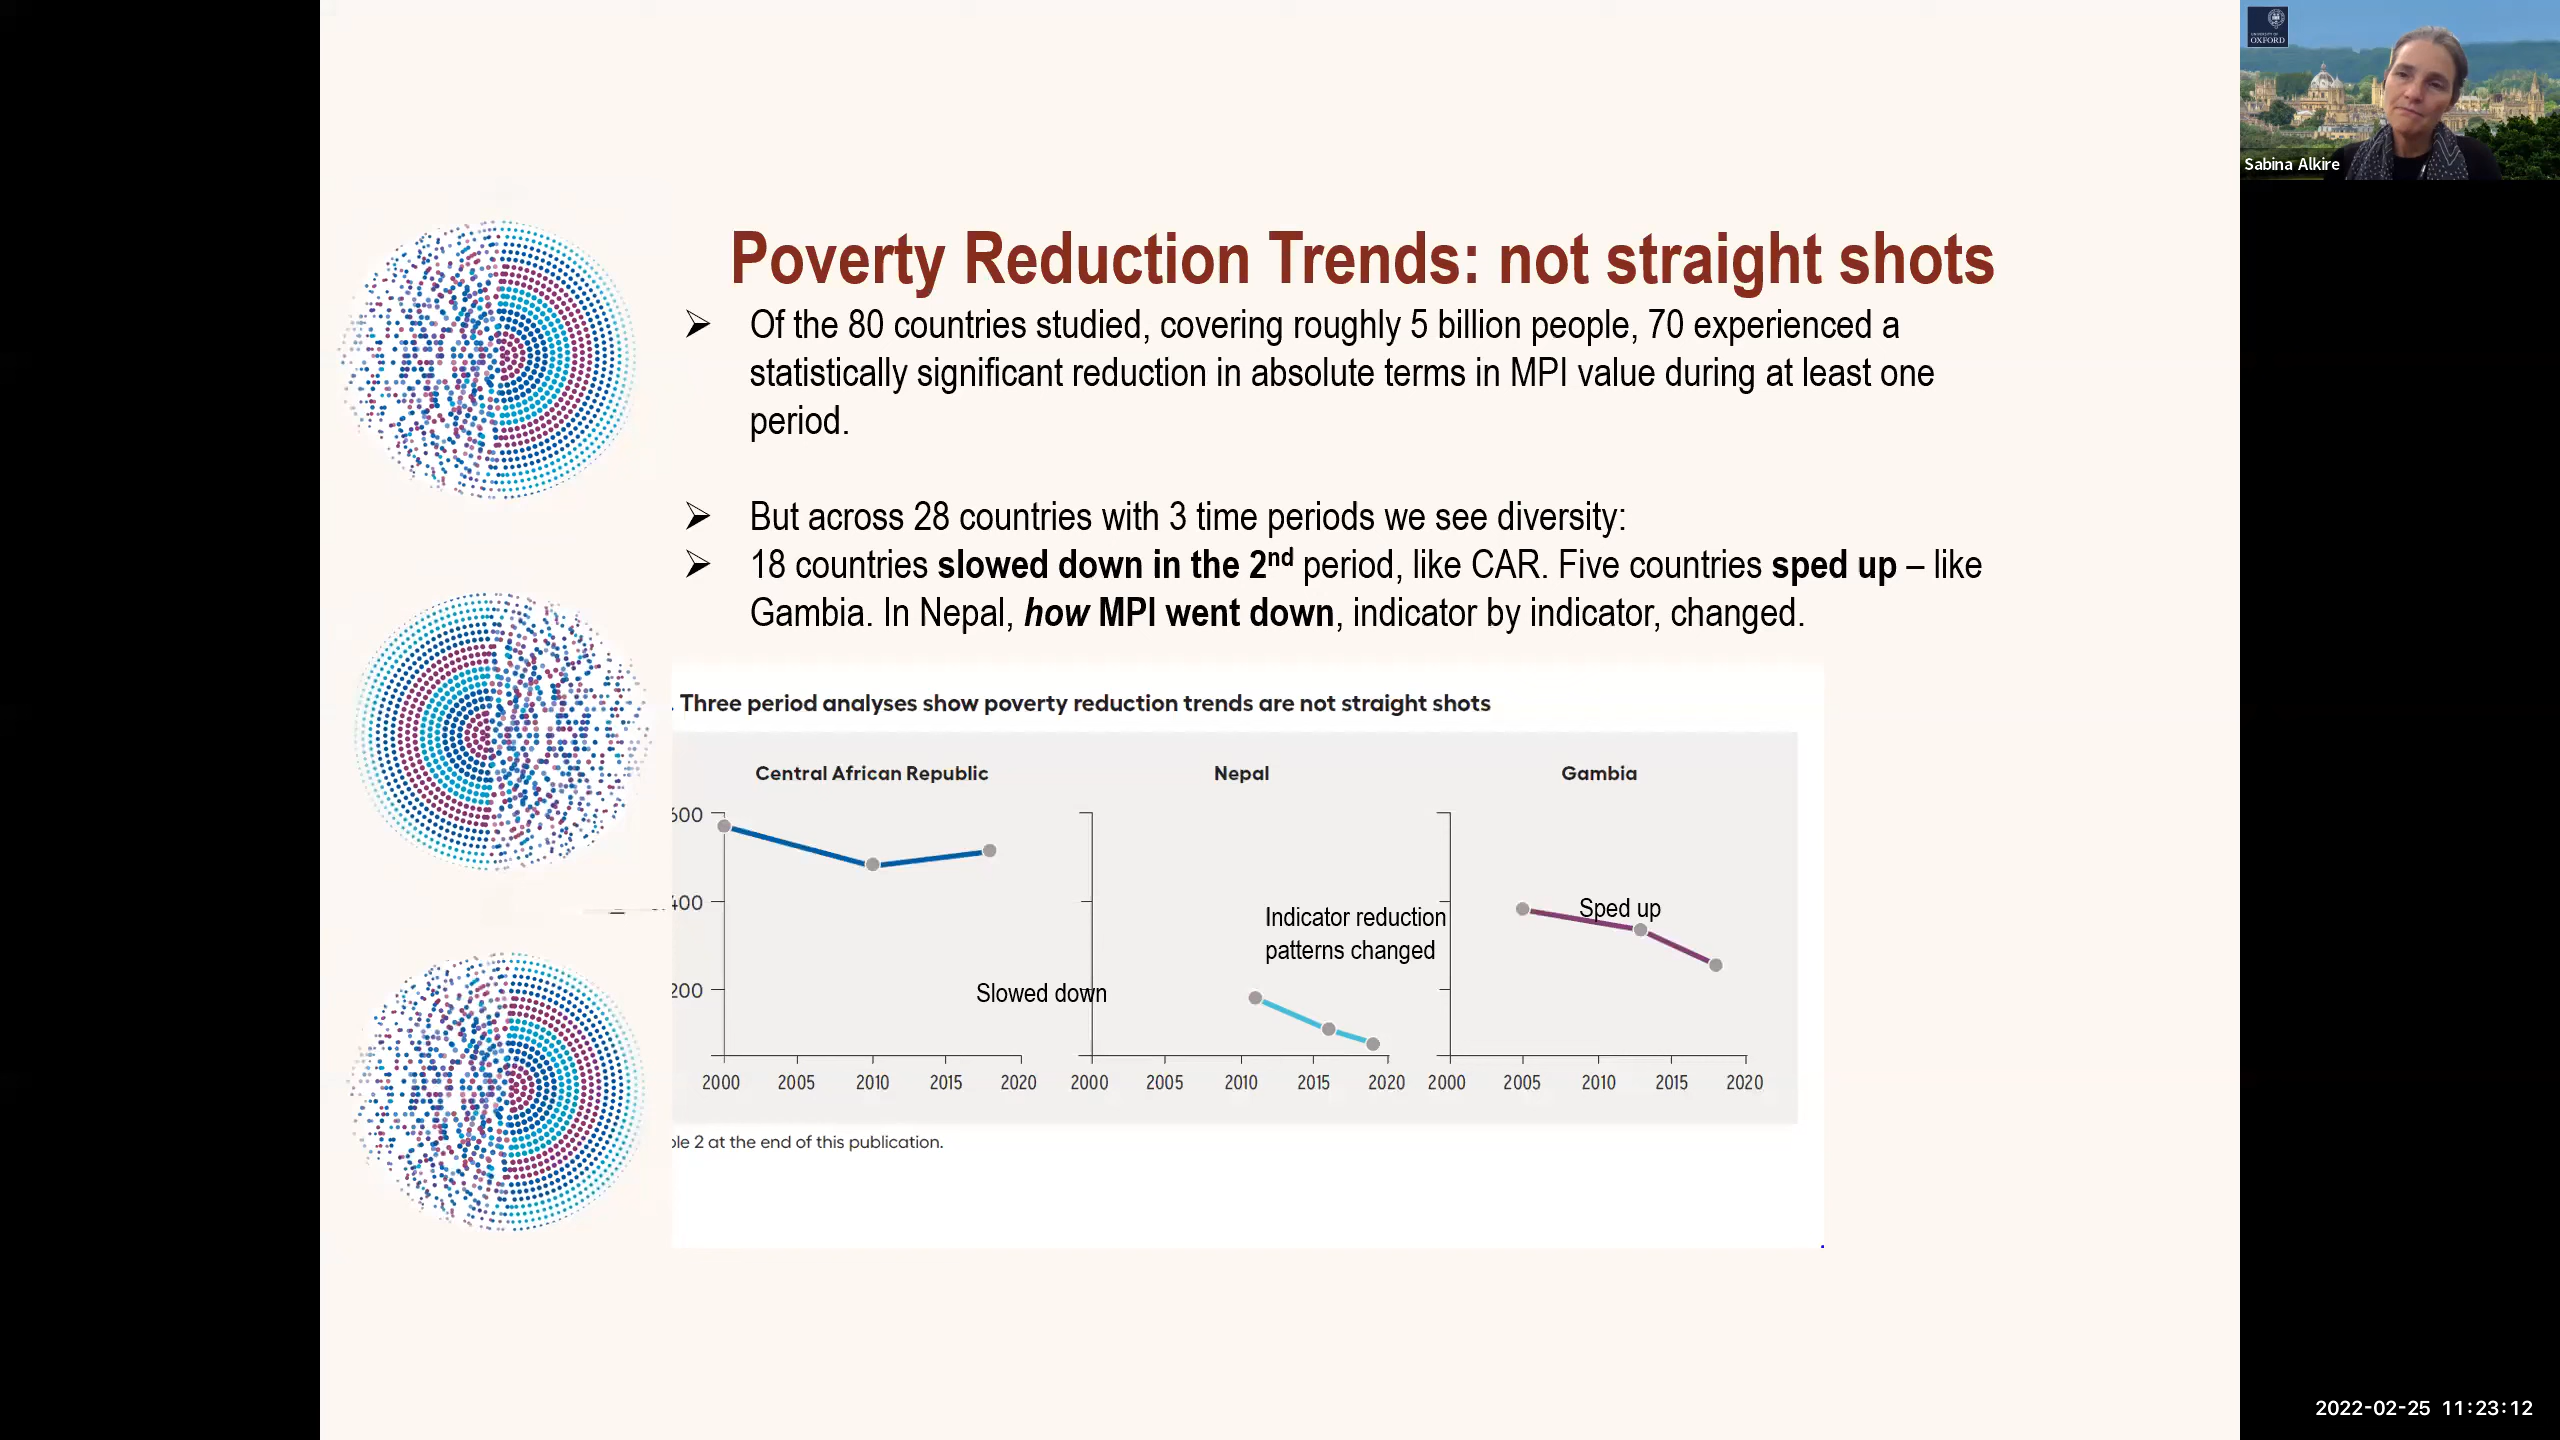 UNIVERSITY OF
OXFORD
Sabina Alkire
Poverty Reduction Trends: not straight shots
➢ Of the 80 countries studied, covering roughly 5 billion people, 70 experienced a
statistically significant reduction in absolute terms in MPI value during at least one
period.
➢ But across 28 countries with 3 time periods we see diversity:
➢ 18 countries slowed down in the 2nd period, like CAR. Five countries sped up – like
Gambia. In Nepal, how MPI went down, indicator by indicator, changed.
. Three period analyses show poverty reduction trends are not straight shots
Central African Republic Nepal Gambia
600
400
200
Indicator reduction
patterns changed
Sped up
Slowed down
2000 2005 2010 2015 2020 2000 2005 2010 2015 2020 2000 2005 2010 2015 2020
2 at the end of this publication.
2022-02-25 11:23:12